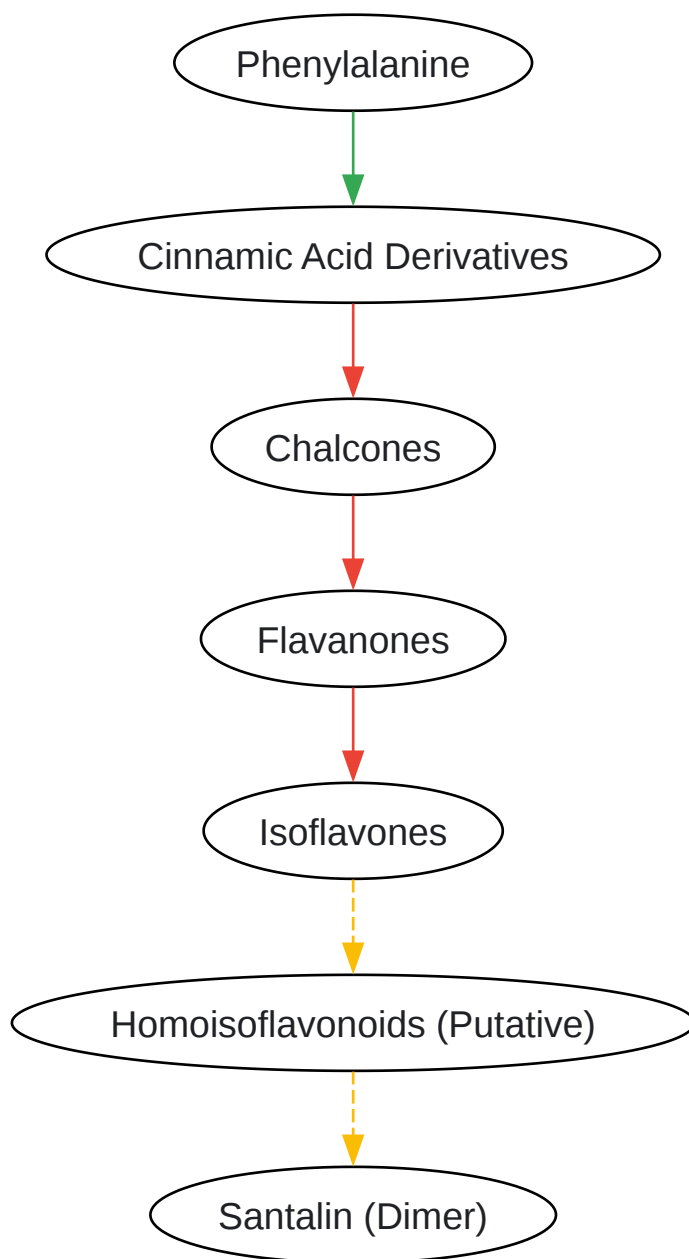 Phenylalanine
Cinnamic Acid Derivatives
Chalcones
Flavanones
Isoflavones
Homoisoflavonoids (Putative)
Santalin (Dimer)